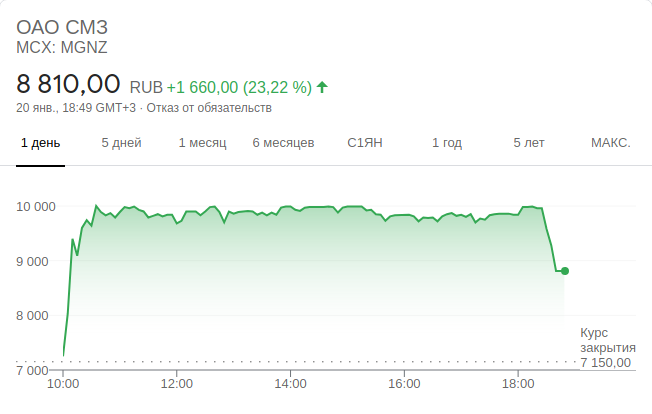 ОАО СМЗ
MCX: MGNZ
8 810,00 RUB +1 660,00 (23,22 %)
20 янв., 18:49 GMT+3 · Отказ от обязательств
1 день 5 дней 1 месяц 6 месяцев С1ЯН 1 год 5 лет МАКС.
10 000
9 000
8 000
Курс
закрытия
7 150,00
7 000
10:00 12:00 14:00 16:00 18:00